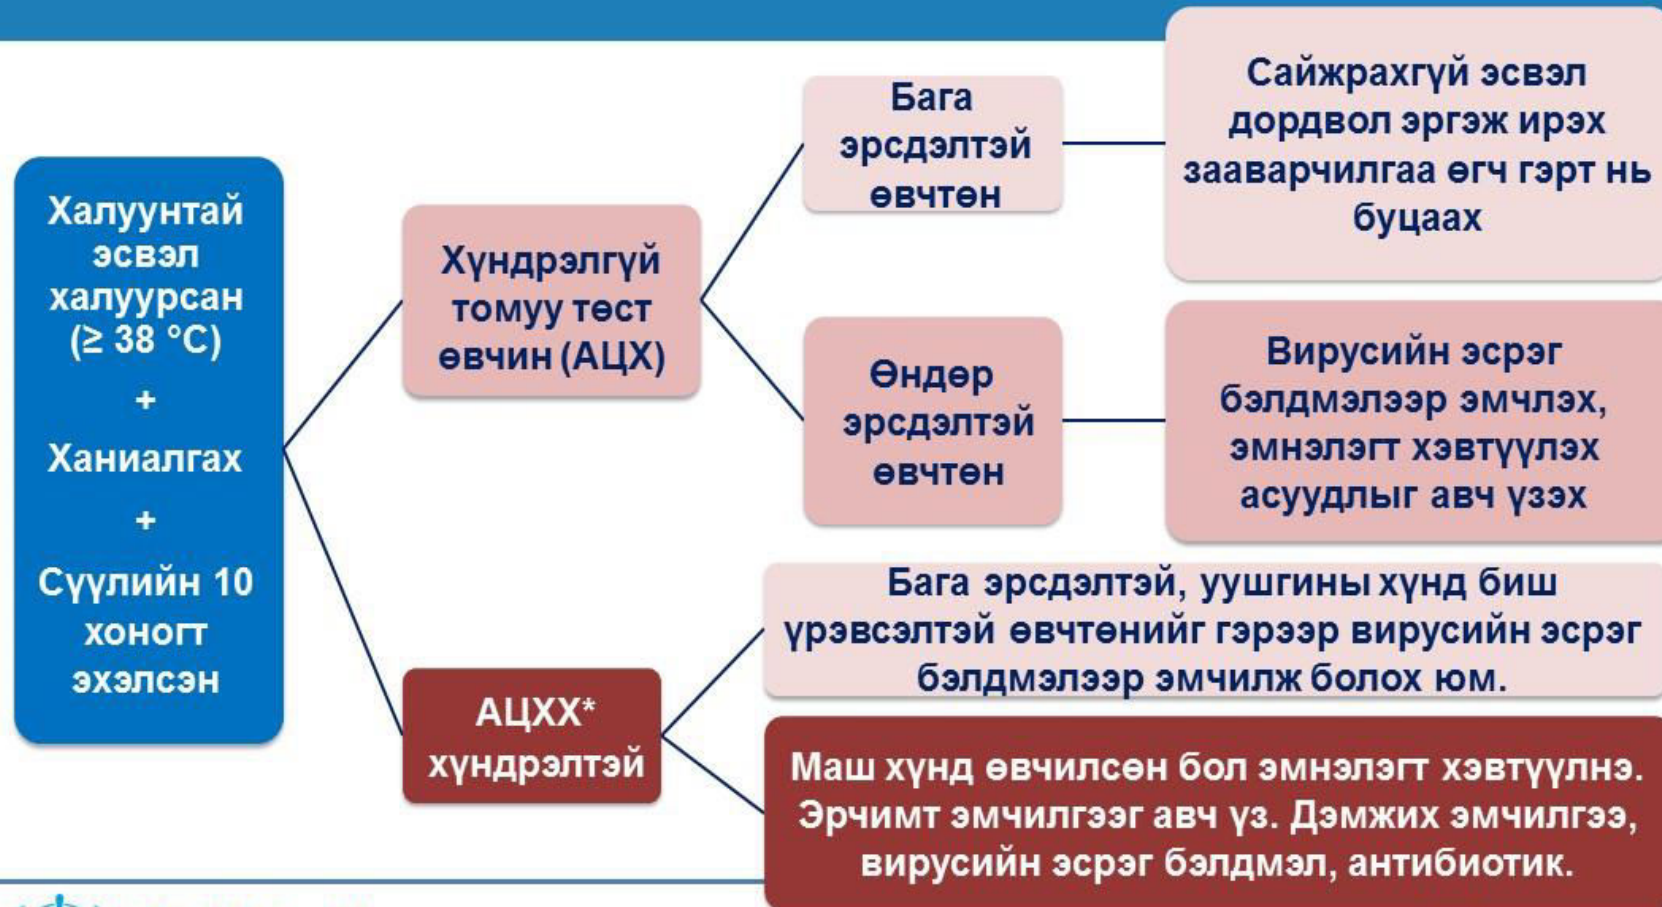 Халуунтай
эсвэл
халуурсан
(≥ 38 °C)
+
Ханиалгах
+
Сүүлийн 10
хоногт
эхэлсэн
Хүндрэлгүй
томуу төст
өвчин (АЦХ)
Бага
эрсдэлтэй
өвчтөн
Сайжрахгүй эсвэл
дордвол эргэж ирэх
зааварчилгаа өгч гэрт нь
буцаах
Өндөр
эрсдэлтэй
өвчтөн
Вирусийн эсрэг
бэлдмэлээр эмчлэх,
эмнэлэгт хэвтүүлэх
асуудлыг авч үзэх
АЦХХ*
хүндрэлтэй
Бага эрсдэлтэй, уушгины хүнд биш
үрэвсэлтэй өвчтөнийг гэрээр вирусийн эсрэг
бэлдмэлээр эмчилж болох юм.
Маш хүнд өвчилсөн бол эмнэлэгт хэвтүүлнэ.
Эрчимт эмчилгээг авч үз. Дэмжих эмчилгээ,
вирусийн эсрэг бэлдмэл, антибиотик.